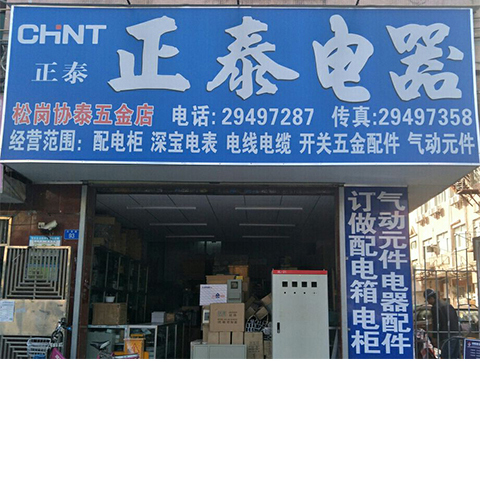 CHNT
正泰
正泰电器
松岗协泰五金店 电话:29497287 传真:29497358
经营范围: 配电柜 深宝电表 电线电缆 开关五金配件 气动元件
气动元件电器配件
订做配电箱电柜